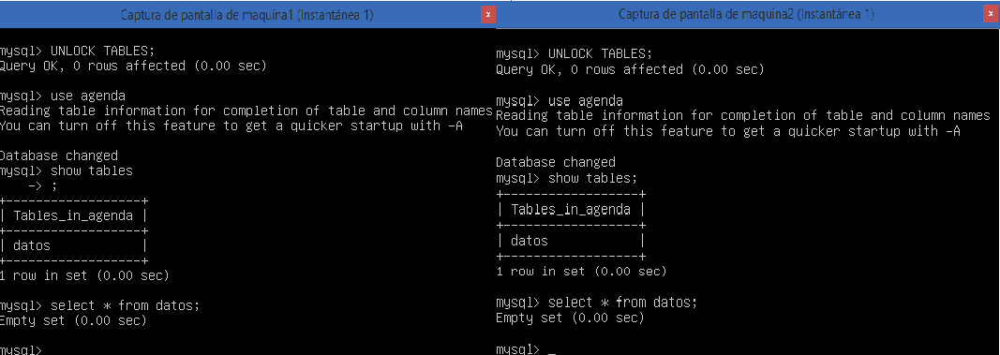 Captura de pantalla de maquina1 (Instantánea 1)
x
mysql> UNLOCK TABLES;
Query OK, 0 rows affected (0.00 sec)
mysql> use agenda
Reading table information for completion of table and column names
You can turn off this feature to get a quicker startup with -A
Database changed
mysql> show tables
-> ;
+------------------+
| Tables_in_agenda |
+------------------+
| datos            |
+------------------+
1 row in set (0.00 sec)
mysql> select * from datos;
Empty set (0.00 sec)
mysql>
Captura de pantalla de maquina2 (Instantánea 1)
x
mysql> UNLOCK TABLES;
Query OK, 0 rows affected (0.00 sec)
mysql> use agenda
Reading table information for completion of table and column names
You can turn off this feature to get a quicker startup with -A
Database changed
mysql> show tables;
+------------------+
| Tables_in_agenda |
+------------------+
| datos            |
+------------------+
1 row in set (0.00 sec)
mysql> select * from datos;
Empty set (0.00 sec)
mysql> _